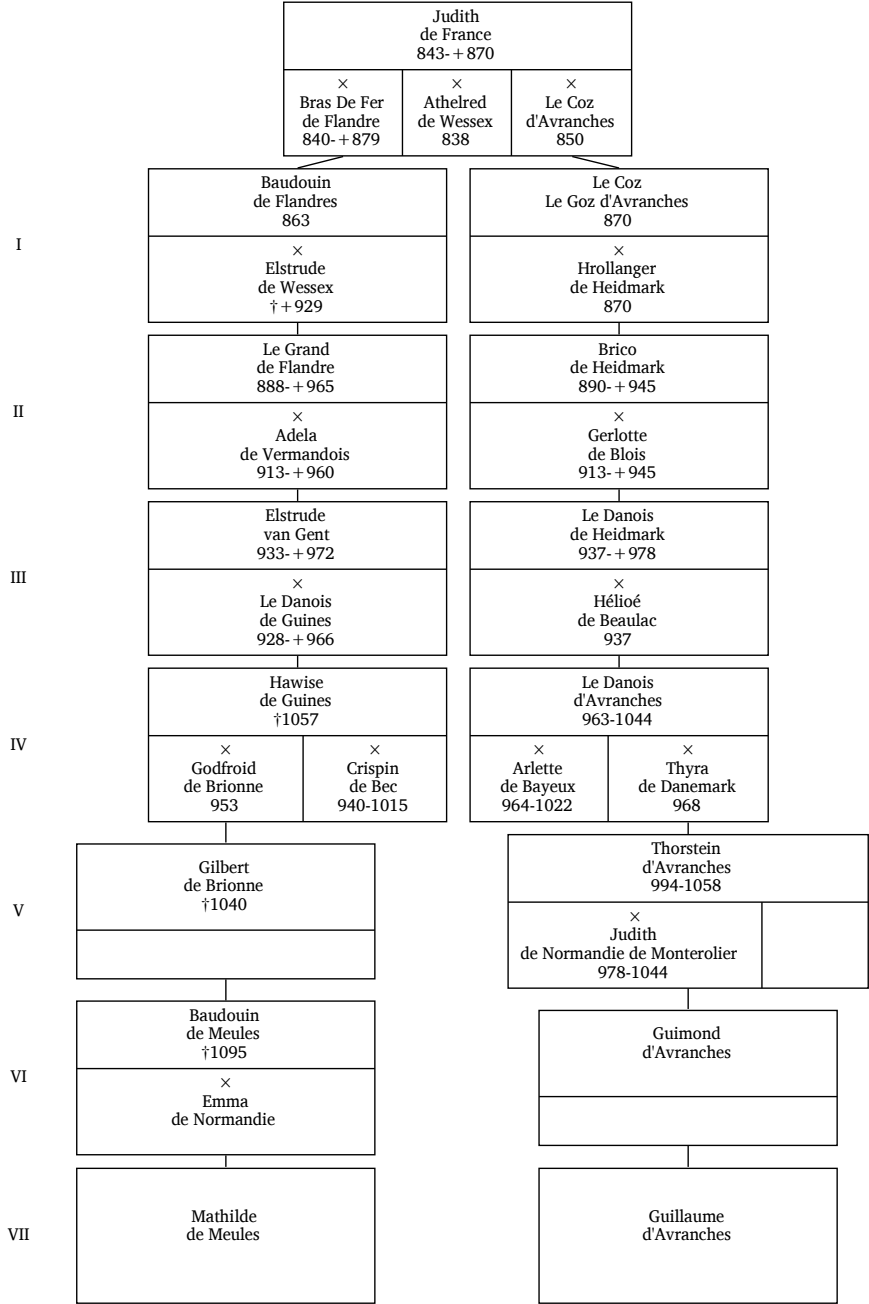 Judith
de France
843-+870
×
Bras De Fer
de Flandre
840-+879
×
Athelred
de Wessex
838
×
Le Coz
d'Avranches
850
I
Baudouin
de Flandres
863
×
Elstrude
de Wessex
†+929
Le Coz
Le Goz d'Avranches
870
×
Hrollanger
de Heidmark
870
II
Le Grand
de Flandre
888-+965
×
Adela
de Vermandois
913-+960
Brico
de Heidmark
890-+945
×
Gerlotte
de Blois
913-+945
III
Elstrude
van Gent
933-+972
×
Le Danois
de Guines
928-+966
Le Danois
de Heidmark
937-+978
×
Hélioé
de Beaulac
937
IV
Hawise
de Guines
†1057
×
Godfroid
de Brionne
953
×
Crispin
de Bec
940-1015
Le Danois
d'Avranches
963-1044
×
Arlette
de Bayeux
964-1022
×
Thyra
de Danemark
968
V
Gilbert
de Brionne
†1040
Thorstein
d'Avranches
994-1058
×
Judith
de Normandie de Monterolier
978-1044
VI
Baudouin
de Meules
†1095
×
Emma
de Normandie
Guimond
d'Avranches
VII
Mathilde
de Meules
Guillaume
d'Avranches